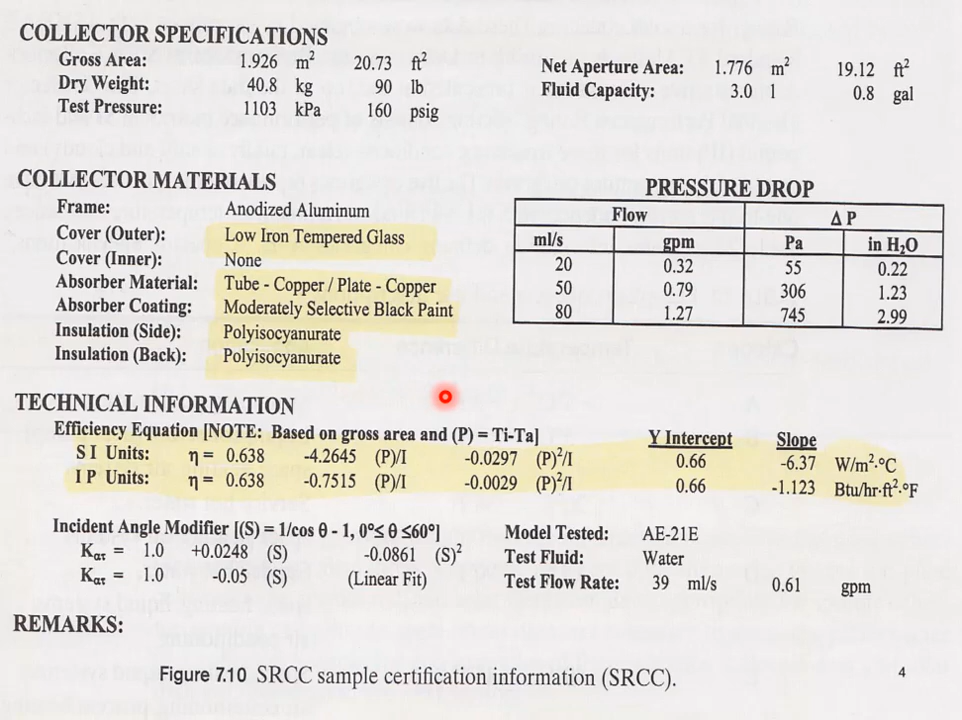 COLLECTOR SPECIFICATIONS
Gross Area: 1.926 m² 20.73 ft² Net Aperture Area: 1.776 m² 19.12 ft²
Dry Weight: 40.8 kg 90 lb Fluid Capacity: 3.0 l 0.8 gal
Test Pressure: 1103 kPa 160 psig
COLLECTOR MATERIALS
Frame: Anodized Aluminum
Cover (Outer): Low Iron Tempered Glass
Cover (Inner): None
Absorber Material: Tube - Copper / Plate - Copper
Absorber Coating: Moderately Selective Black Paint
Insulation (Side): Polyisocyanurate
Insulation (Back): Polyisocyanurate
PRESSURE DROP
Flow Δ P
ml/s gpm Pa in H₂O
20 0.32 55 0.22
50 0.79 306 1.23
80 1.27 745 2.99
TECHNICAL INFORMATION
Efficiency Equation [NOTE: Based on gross area and (P) = Ti-Ta] Y Intercept Slope
S I Units: η = 0.638 -4.2645 (P)/I -0.0297 (P)²/I 0.66 -6.37 W/m²·°C
I P Units: η = 0.638 -0.7515 (P)/I -0.0029 (P)²/I 0.66 -1.123 Btu/hr·ft²·°F
Incident Angle Modifier [(S) = 1/cos θ - 1, 0°≤ θ ≤60°]
Kατ = 1.0 +0.0248 (S) -0.0861 (S)²
Kατ = 1.0 -0.05 (S) (Linear Fit)
Model Tested: AE-21E
Test Fluid: Water
Test Flow Rate: 39 ml/s 0.61 gpm
REMARKS:
Figure 7.10 SRCC sample certification information (SRCC).
4